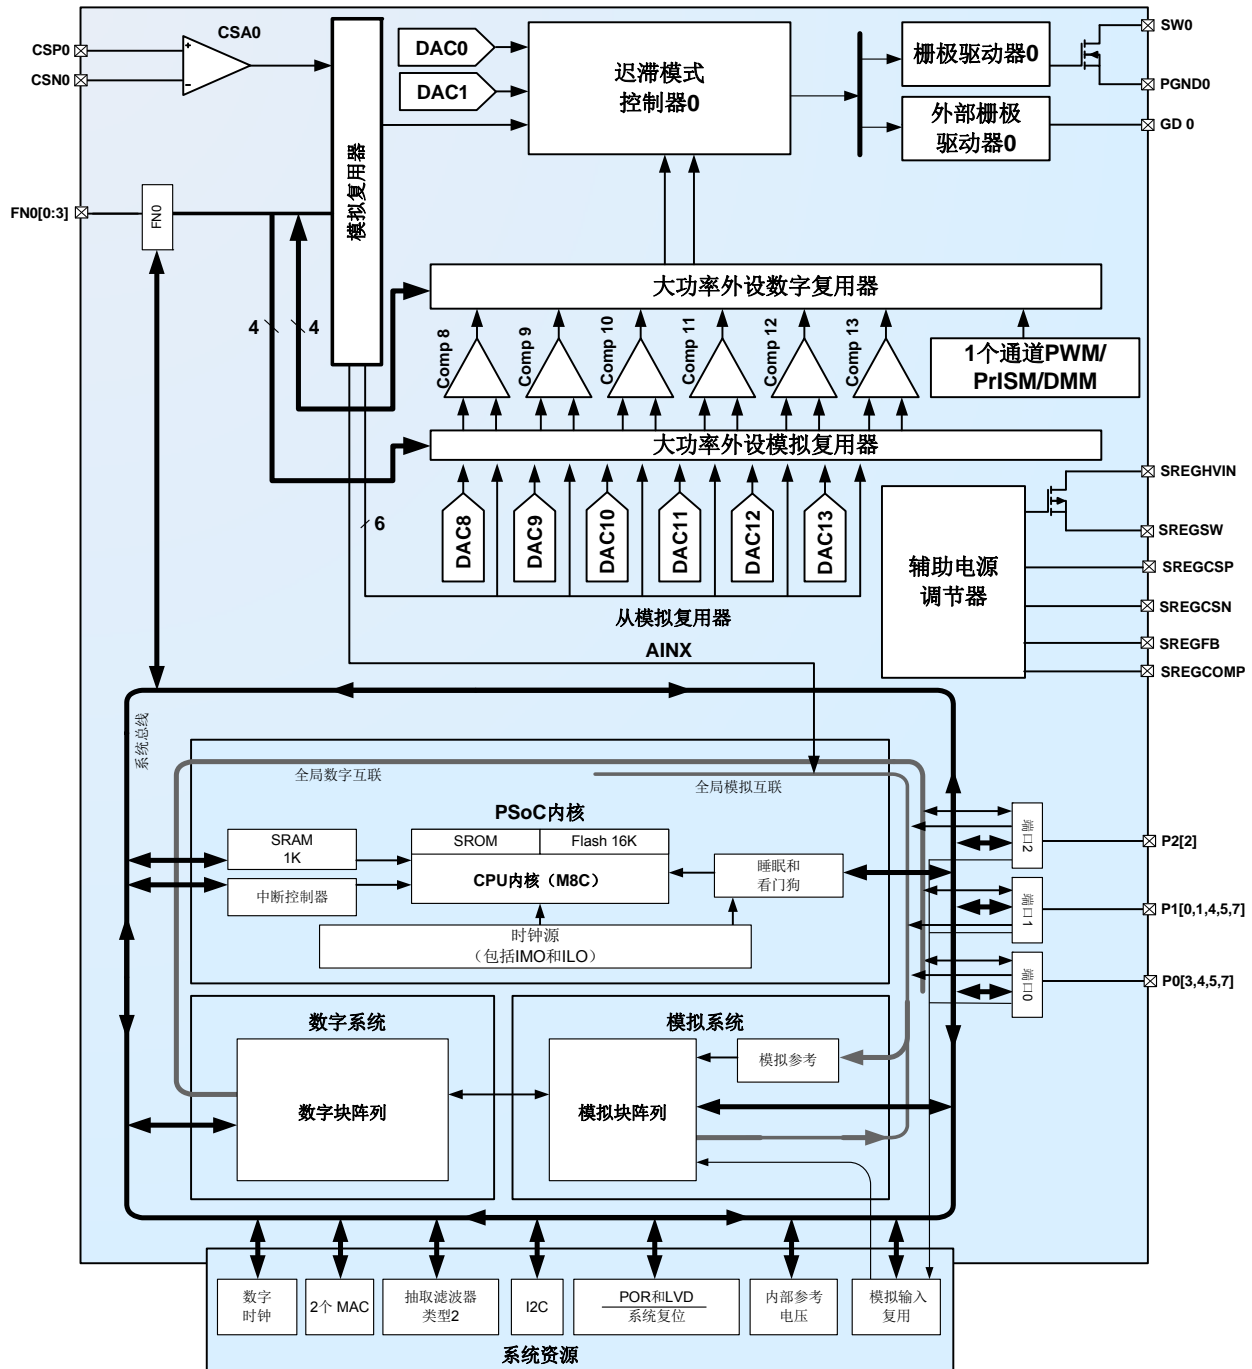 CSA0
CSP0
CSN0
+
-
模拟复用器
DAC0
DAC1
迟滞模式
控制器0
栅极驱动器0
外部栅极
驱动器0
SW0
PGND0
GD 0
FN0[0:3]
FN0
4
4
大功率外设数字复用器
Comp 8
Comp 9
Comp 10
Comp 11
Comp 12
Comp 13
1个通道PWM/
PrISM/DMM
大功率外设模拟复用器
6
DAC8
DAC9
DAC10
DAC11
DAC12
DAC13
从模拟复用器
AINX
辅助电源
调节器
SREGHVIN
SREGSW
SREGCSP
SREGCSN
SREGFB
SREGCOMP
系统总线
全局数字互联
全局模拟互联
PSoC内核
SRAM
1K
SROM
Flash 16K
CPU内核（M8C）
中断控制器
睡眠和
看门狗
时钟源
（包括IMO和ILO）
端口2
端口1
端口0
P2[2]
P1[0,1,4,5,7]
P0[3,4,5,7]
数字系统
数字块阵列
模拟系统
模拟块阵列
模拟参考
数字
时钟
2个 MAC
抽取滤波器
类型2
I2C
POR和LVD
系统复位
内部参考
电压
模拟输入
复用
系统资源